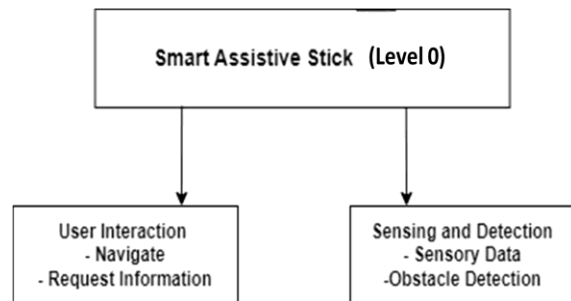 Smart Assistive Stick (Level 0)
User Interaction
- Navigate
- Request Information
Sensing and Detection
- Sensory Data
-Obstacle Detection